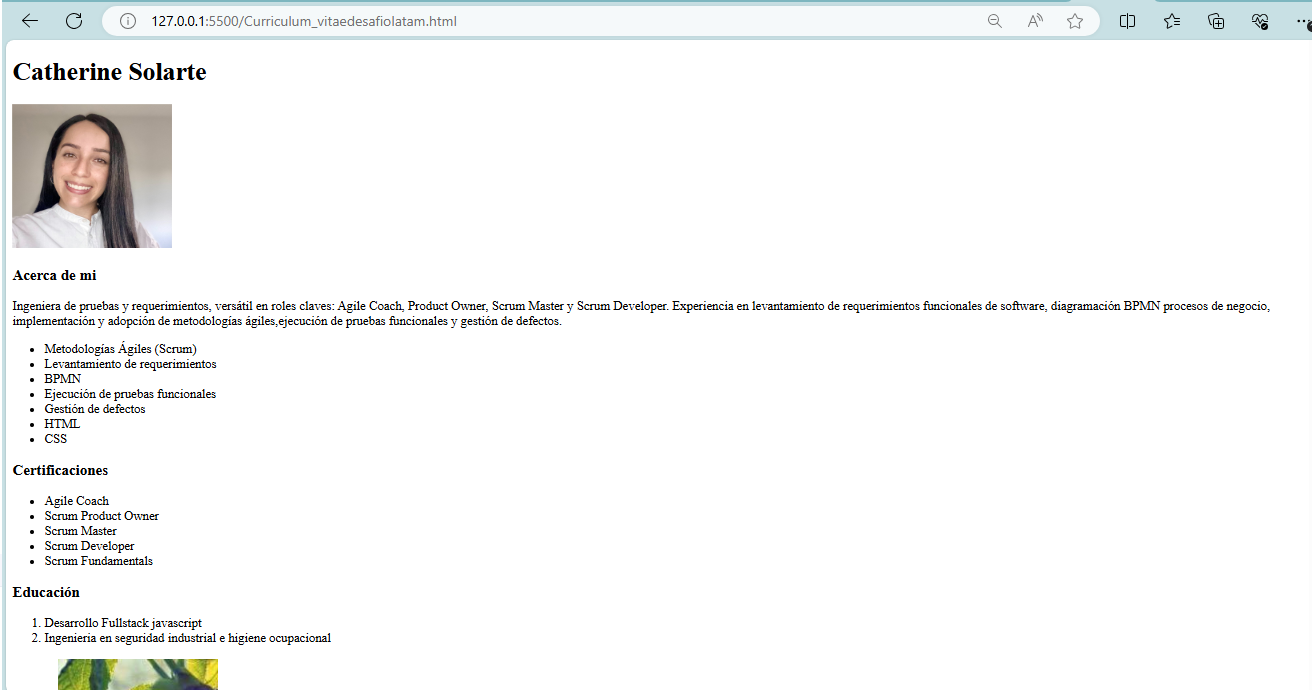 127.0.0.1:5500/Curriculum_vitaedesafiolatam.html
Catherine Solarte
Acerca de mi
Ingeniera de pruebas y requerimientos, versátil en roles claves: Agile Coach, Product Owner, Scrum Master y Scrum Developer. Experiencia en levantamiento de requerimientos funcionales de software, diagramación BPMN procesos de negocio,
implementación y adopción de metodologías ágiles,ejecución de pruebas funcionales y gestión de defectos.
• Metodologías Ágiles (Scrum)
• Levantamiento de requerimientos
• BPMN
• Ejecución de pruebas funcionales
• Gestión de defectos
• HTML
• CSS
Certificaciones
• Agile Coach
• Scrum Product Owner
• Scrum Master
• Scrum Developer
• Scrum Fundamentals
Educación
1. Desarrollo Fullstack javascript
2. Ingenieria en seguridad industrial e higiene ocupacional